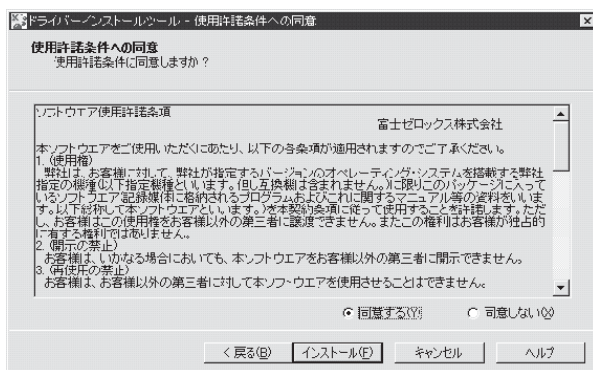 ドライバーインストールツール - 使用許諾条件への同意
使用許諾条件への同意
使用許諾条件に同意しますか？
ソフトウエア使用許諾条項
富士ゼロックス株式会社
本ソフトウエアをご使用いただくにあたり、以下の各条項が適用されますのでご了承ください。
1. (使用権)
弊社は、お客様に対して、弊社が指定するバージョンのオペレーティング・システムを搭載する弊社
指定の機種(以下指定機種といいます。但し互換機は含まれません。)に限りこのパッケージに入って
いるソフトウエア記録媒体に格納されるプログラムおよびこれに関するマニュアル等の資料をいいま
す。以下総称して本ソフトウエアといいます。)を本契約条項に従って使用することを許諾します。ただ
し、お客様はこの使用権をお客様以外の第三者に譲渡できません。またこの権利はお客様が独占的
に有する権利ではありません。
2. (開示の禁止)
お客様は、いかなる場合においても、本ソフトウエアをお客様以外の第三者に開示できません。
3. (再使用の禁止)
お客様は、お客様以外の第三者に対して本ソフトウエアを使用させることはできません。
同意する(Y) 同意しない(N)
< 戻る(B) インストール(F) キャンセル ヘルプ